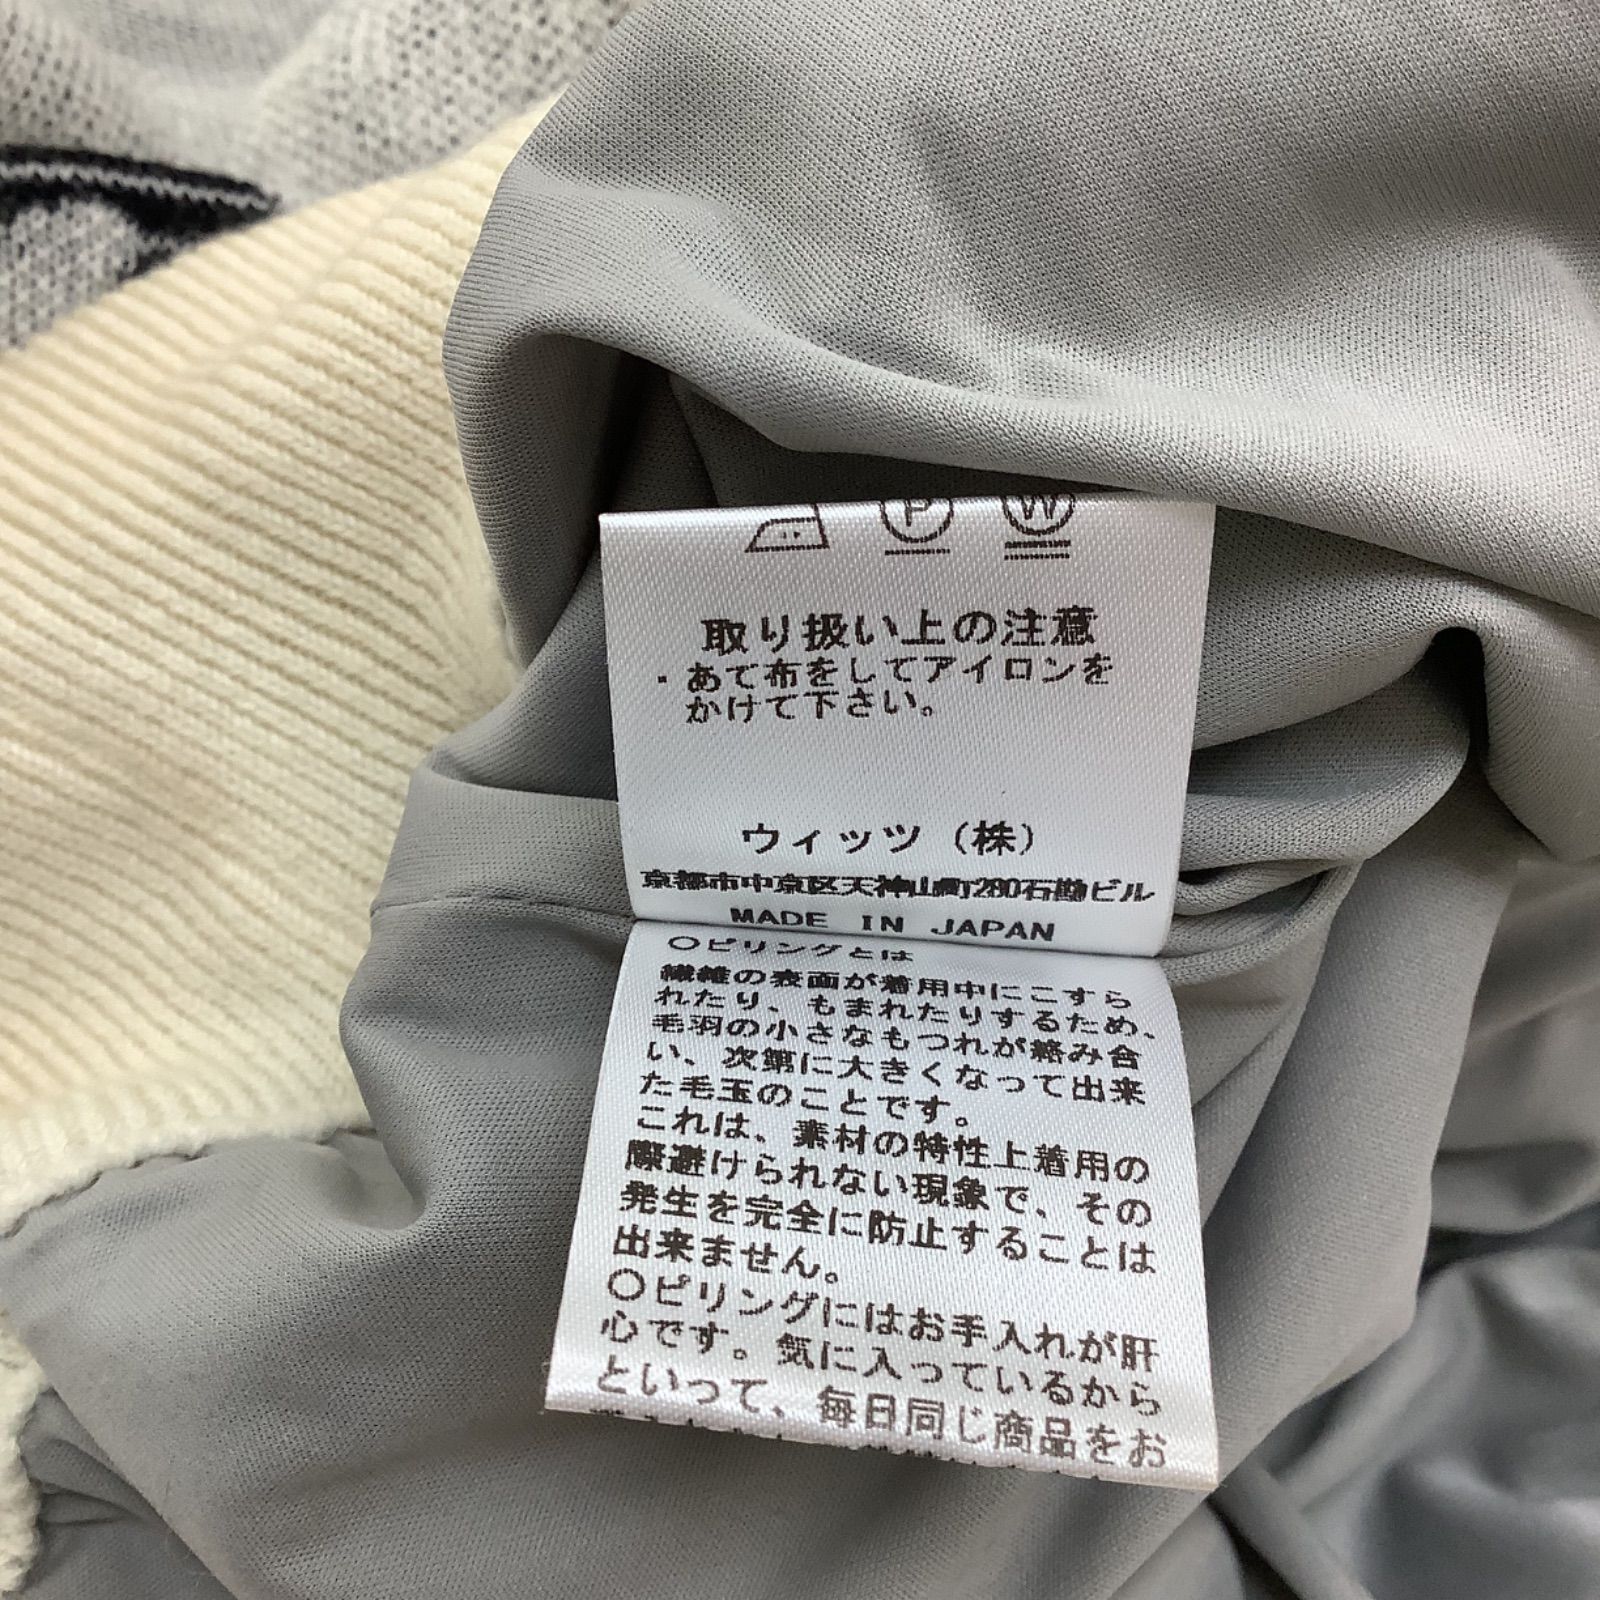 P W
取り扱い上の注意
・あて布をしてアイロンを
かけて下さい。
ウィッツ（株）
京都市中京区天神山町280石勘ビル
MADE IN JAPAN
○ピリングとは
繊維の表面が着用中にこすら
れたり、もまれたりするため、
毛羽の小さなもつれが絡み合
い、次第に大きくなって出来
た毛玉のことです。
これは、素材の特性上着用の
際避けられない現象で、その
発生を完全に防止することは
出来ません。
○ピリングにはお手入れが肝
心です。気に入っているから
といって、毎日同じ商品をお